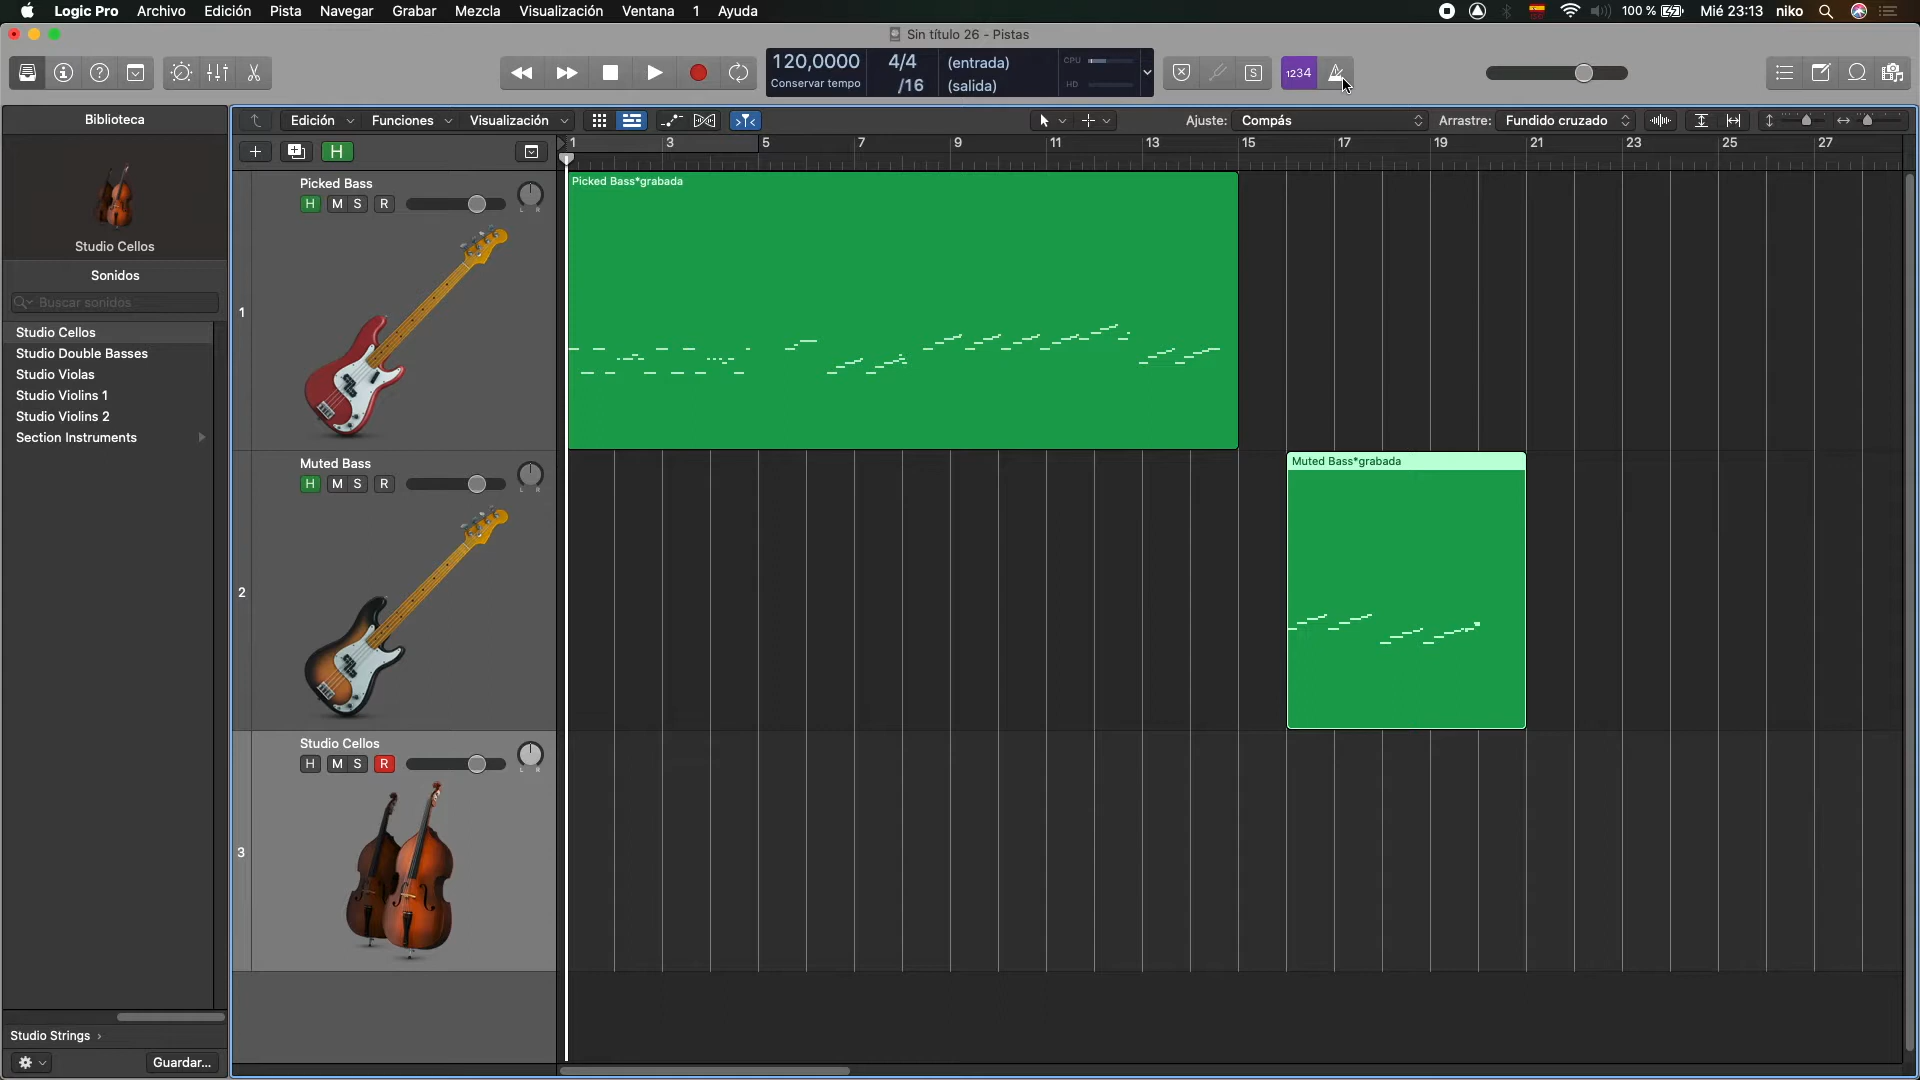 Logic Pro Archivo Edición Pista Navegar Grabar Mezcla Visualización Ventana 1 Ayuda 100 % Mié 23:13 niko
Sin título 26 - Pistas
120,0000 4/4 (entrada) CPU
Conservar tempo /16 (salida) HD
S 1234
Biblioteca
Edición Funciones Visualización Ajuste: Compás Arrastre: Fundido cruzado
1 3 5 7 9 11 13 15 17 19 21 23 25 27
H
Studio Cellos
Sonidos
Buscar sonidos
Studio Cellos
Studio Double Basses
Studio Violas
Studio Violins 1
Studio Violins 2
Section Instruments
Studio Strings
Guardar...
1
Picked Bass
H M S R L R
Picked Bass*grabada
2
Muted Bass
H M S R L R
Muted Bass*grabada
3
Studio Cellos
H M S R L R